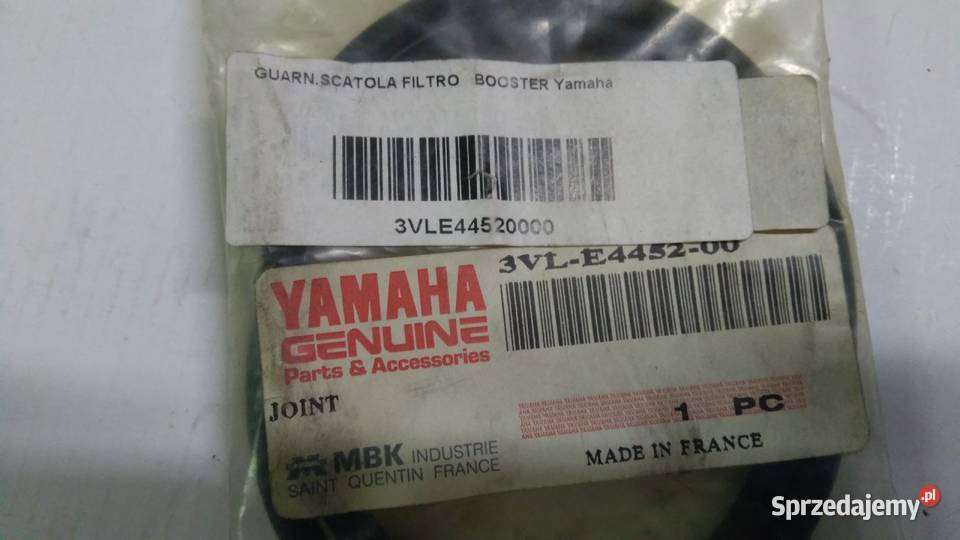 GUARN.SCATOLA FILTRO BOOSTER Yamaha
3VLE44520000
3VL-E4452-00
YAMAHA
GENUINE
Parts & Accessories
JOINT
1 PC
MBK INDUSTRIE
SAINT QUENTIN FRANCE
MADE IN FRANCE
Sprzedajemy.pl